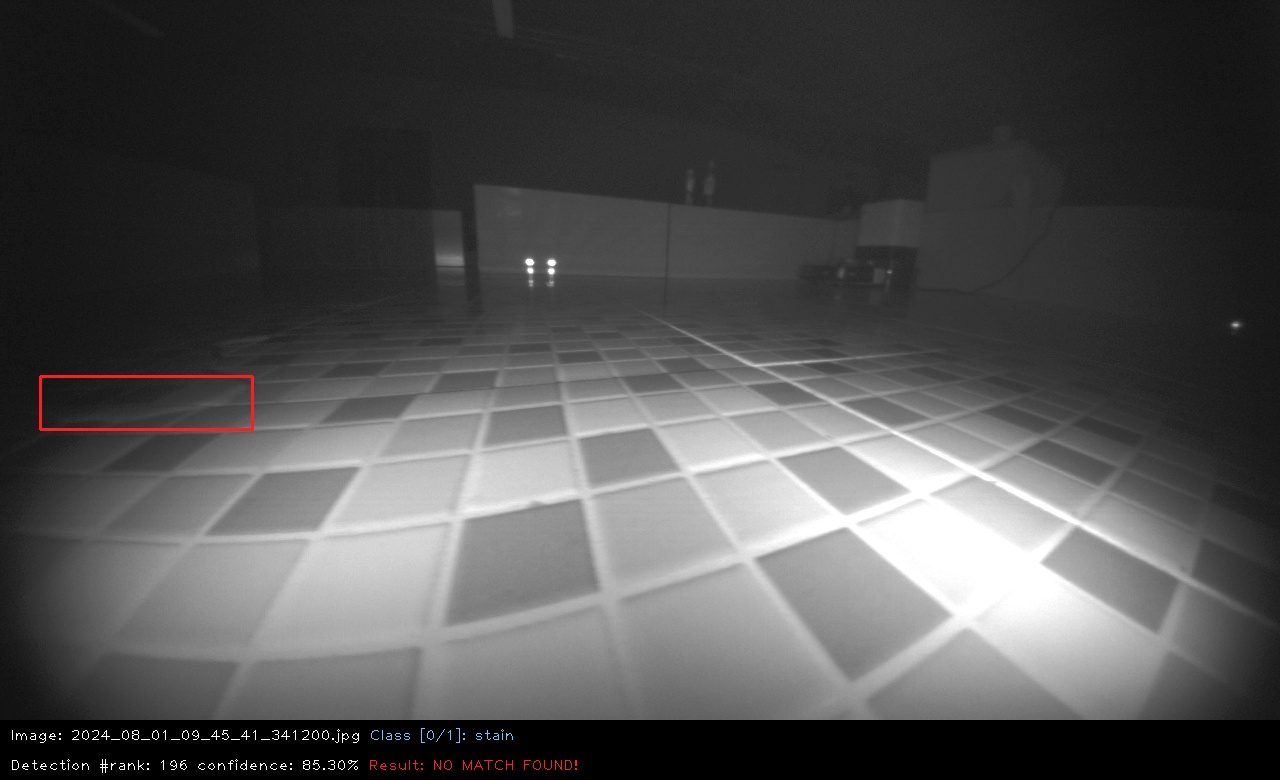 Image: 2024_08_01_09_45_41_341200.jpg Class [0/1]: stain
Detection #rank: 196 confidence: 85.30% Result: NO MATCH FOUND!